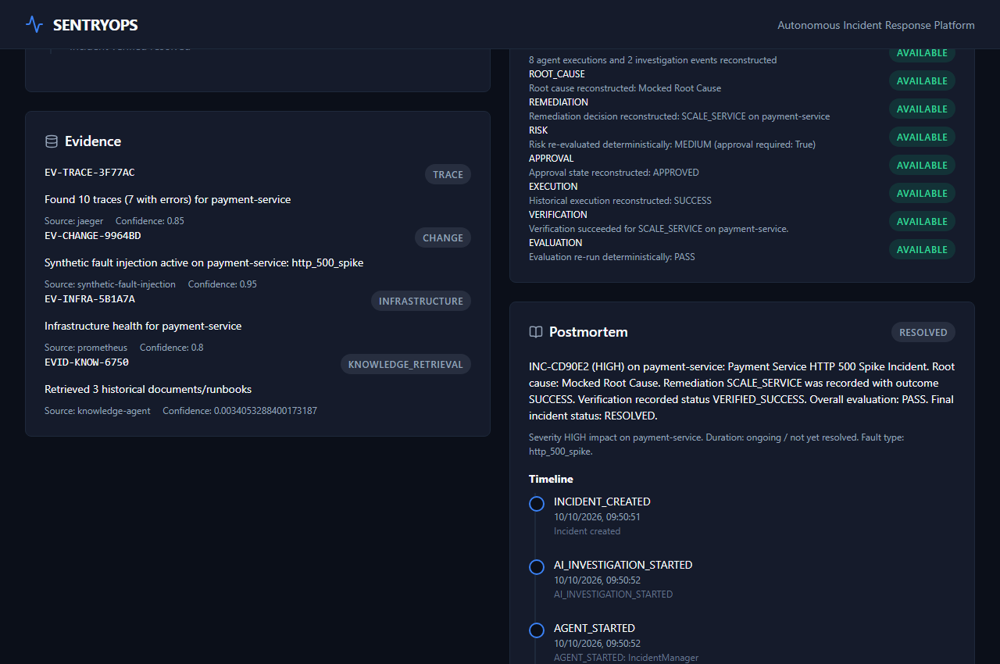 SENTRYOPS
Autonomous Incident Response Platform
Evidence
EV-TRACE-3F77AC
TRACE
Found 10 traces (7 with errors) for payment-service
Source: jaeger Confidence: 0.85
EV-CHANGE-9964BD
CHANGE
Synthetic fault injection active on payment-service: http_500_spike
Source: synthetic-fault-injection Confidence: 0.95
EV-INFRA-5B1A7A
INFRASTRUCTURE
Infrastructure health for payment-service
Source: prometheus Confidence: 0.8
EVID-KNOW-6750
KNOWLEDGE_RETRIEVAL
Retrieved 3 historical documents/runbooks
Source: knowledge-agent Confidence: 0.0034053288400173187
AVAILABLE
8 agent executions and 2 investigation events reconstructed
ROOT_CAUSE
AVAILABLE
Root cause reconstructed: Mocked Root Cause
REMEDIATION
AVAILABLE
Remediation decision reconstructed: SCALE_SERVICE on payment-service
RISK
AVAILABLE
Risk re-evaluated deterministically: MEDIUM (approval required: True)
APPROVAL
AVAILABLE
Approval state reconstructed: APPROVED
EXECUTION
AVAILABLE
Historical execution reconstructed: SUCCESS
VERIFICATION
AVAILABLE
Verification succeeded for SCALE_SERVICE on payment-service.
EVALUATION
AVAILABLE
Evaluation re-run deterministically: PASS
Postmortem
RESOLVED
INC-CD90E2 (HIGH) on payment-service: Payment Service HTTP 500 Spike Incident. Root
cause: Mocked Root Cause. Remediation SCALE_SERVICE was recorded with outcome
SUCCESS. Verification recorded status VERIFIED_SUCCESS. Overall evaluation: PASS. Final
incident status: RESOLVED.
Severity HIGH impact on payment-service. Duration: ongoing / not yet resolved. Fault type:
http_500_spike.
Timeline
INCIDENT_CREATED
10/10/2026, 09:50:51
Incident created
AI_INVESTIGATION_STARTED
10/10/2026, 09:50:52
AI_INVESTIGATION_STARTED
AGENT_STARTED
10/10/2026, 09:50:52
AGENT_STARTED: IncidentManager